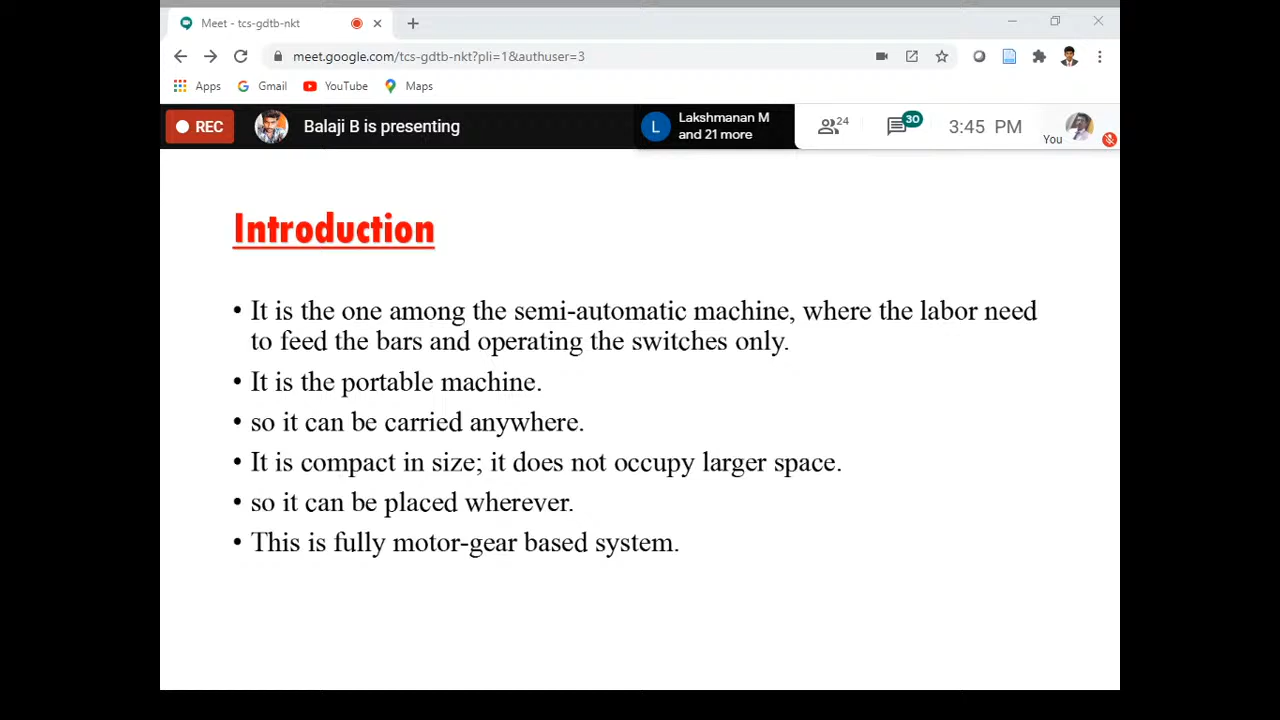 Meet - tcs-gdtb-nkt
meet.google.com/tcs-gdtb-nkt?pli=1&authuser=3
Apps Gmail YouTube Maps
REC Balaji B is presenting L Lakshmanan M
and 21 more 24 30 3:45 PM You
Introduction
• It is the one among the semi-automatic machine, where the labor need
to feed the bars and operating the switches only.
• It is the portable machine.
• so it can be carried anywhere.
• It is compact in size; it does not occupy larger space.
• so it can be placed wherever.
• This is fully motor-gear based system.